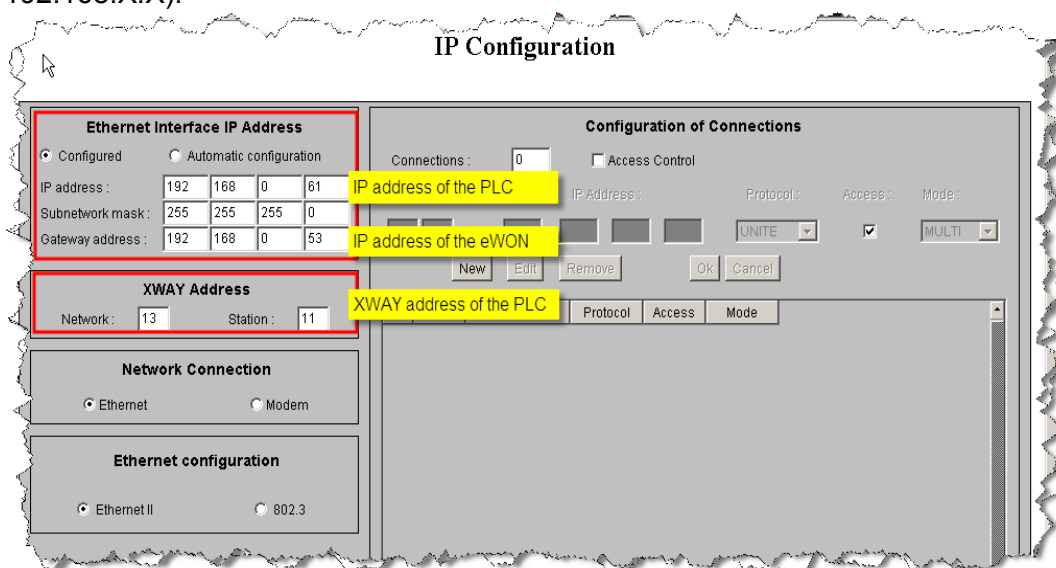 IP Configuration
Ethernet Interface IP Address
Configured Automatic configuration
IP address : 192 168 0 61
Subnetwork mask : 255 255 255 0
Gateway address : 192 168 0 53
IP address of the PLC
IP address of the eWON
XWAY Address
Network : 13 Station : 11
XWAY address of the PLC
Network Connection
Ethernet Modem
Ethernet configuration
Ethernet II 802.3
Configuration of Connections
Connections : 0 Access Control
IP Address : Protocol : Access : Mode :
UNITE MULTI
New Edit Remove Ok Cancel
Protocol Access Mode